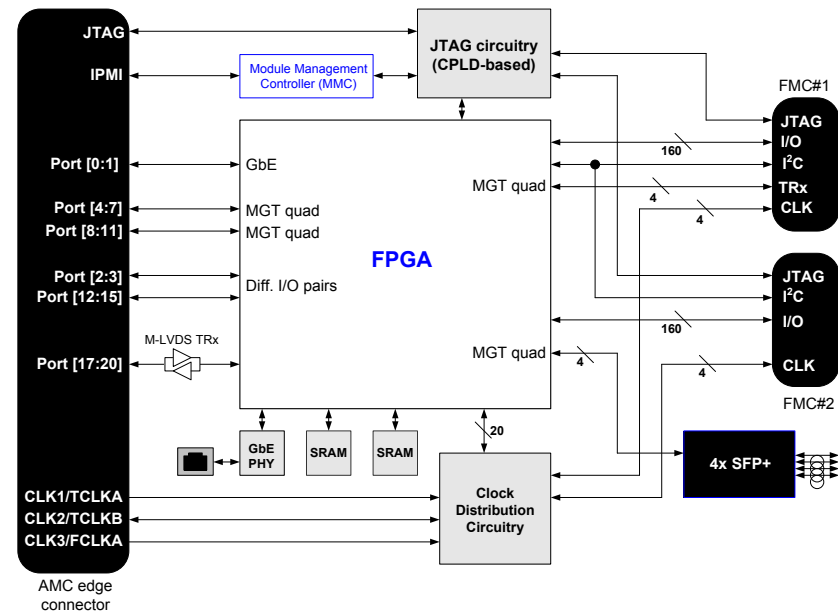 JTAG
IPMI
Port [0:1]
Port [4:7]
Port [8:11]
Port [2:3]
Port [12:15]
Port [17:20]
CLK1/TCLKA
CLK2/TCLKB
CLK3/FCLKA
AMC edge
connector
M-LVDS TRx
Module Management
Controller (MMC)
JTAG circuitry
(CPLD-based)
GbE
MGT quad
MGT quad
Diff. I/O pairs
FPGA
MGT quad
MGT quad
160
4
4
160
4
4
20
GbE
PHY
SRAM
SRAM
Clock
Distribution
Circuitry
FMC#1
JTAG
I/O
I²C
TRx
CLK
JTAG
I²C
I/O
CLK
FMC#2
4x SFP+